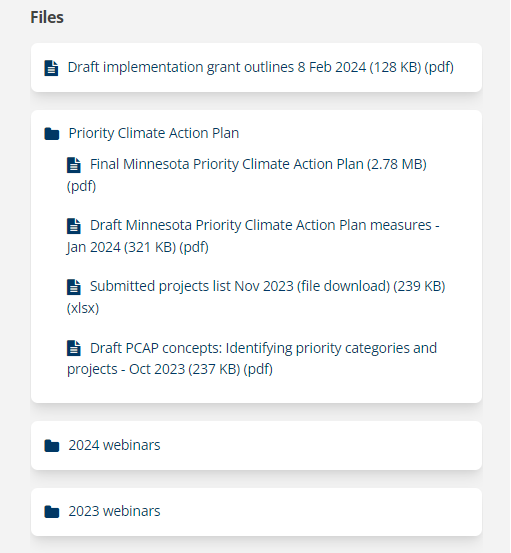 Files
Draft implementation grant outlines 8 Feb 2024 (128 KB) (pdf)
Priority Climate Action Plan
Final Minnesota Priority Climate Action Plan (2.78 MB)
(pdf)
Draft Minnesota Priority Climate Action Plan measures -
Jan 2024 (321 KB) (pdf)
Submitted projects list Nov 2023 (file download) (239 KB)
(xlsx)
Draft PCAP concepts: Identifying priority categories and
projects - Oct 2023 (237 KB) (pdf)
2024 webinars
2023 webinars